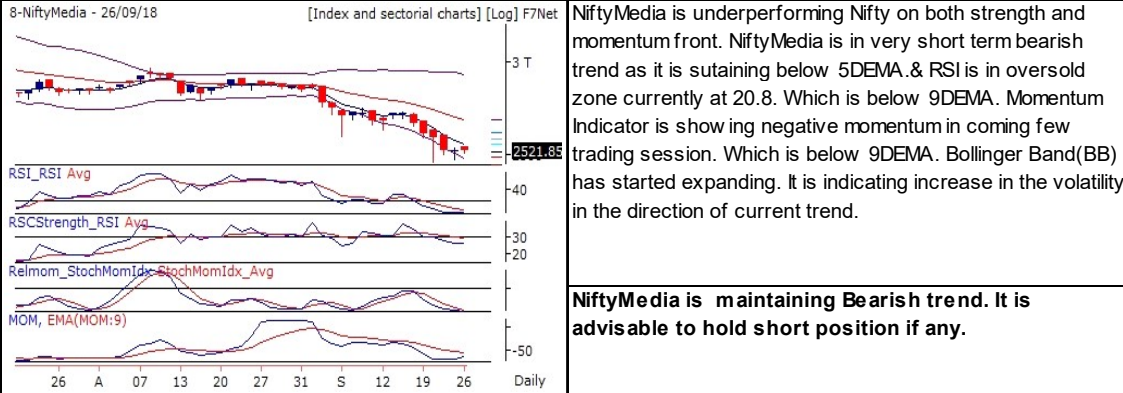 8-NiftyMedia - 26/09/18 [Index and sectorial charts] [Log] F7Net
3 T
2521.85
RSI_RSI Avg
40
RSCStrength_RSI Avg
30
20
Relmom_StochMomIdx StochMomIdx_Avg
MOM, EMA(MOM:9)
-50
26 A 07 13 20 27 31 S 12 19 26 Daily
NiftyMedia is underperforming Nifty on both strength and
momentum front. NiftyMedia is in very short term bearish
trend as it is sutaining below 5DEMA.& RSI is in oversold
zone currently at 20.8. Which is below 9DEMA. Momentum
Indicator is showing negative momentum in coming few
trading session. Which is below 9DEMA. Bollinger Band(BB)
has started expanding. It is indicating increase in the volatility
in the direction of current trend.
NiftyMedia is maintaining Bearish trend. It is
advisable to hold short position if any.